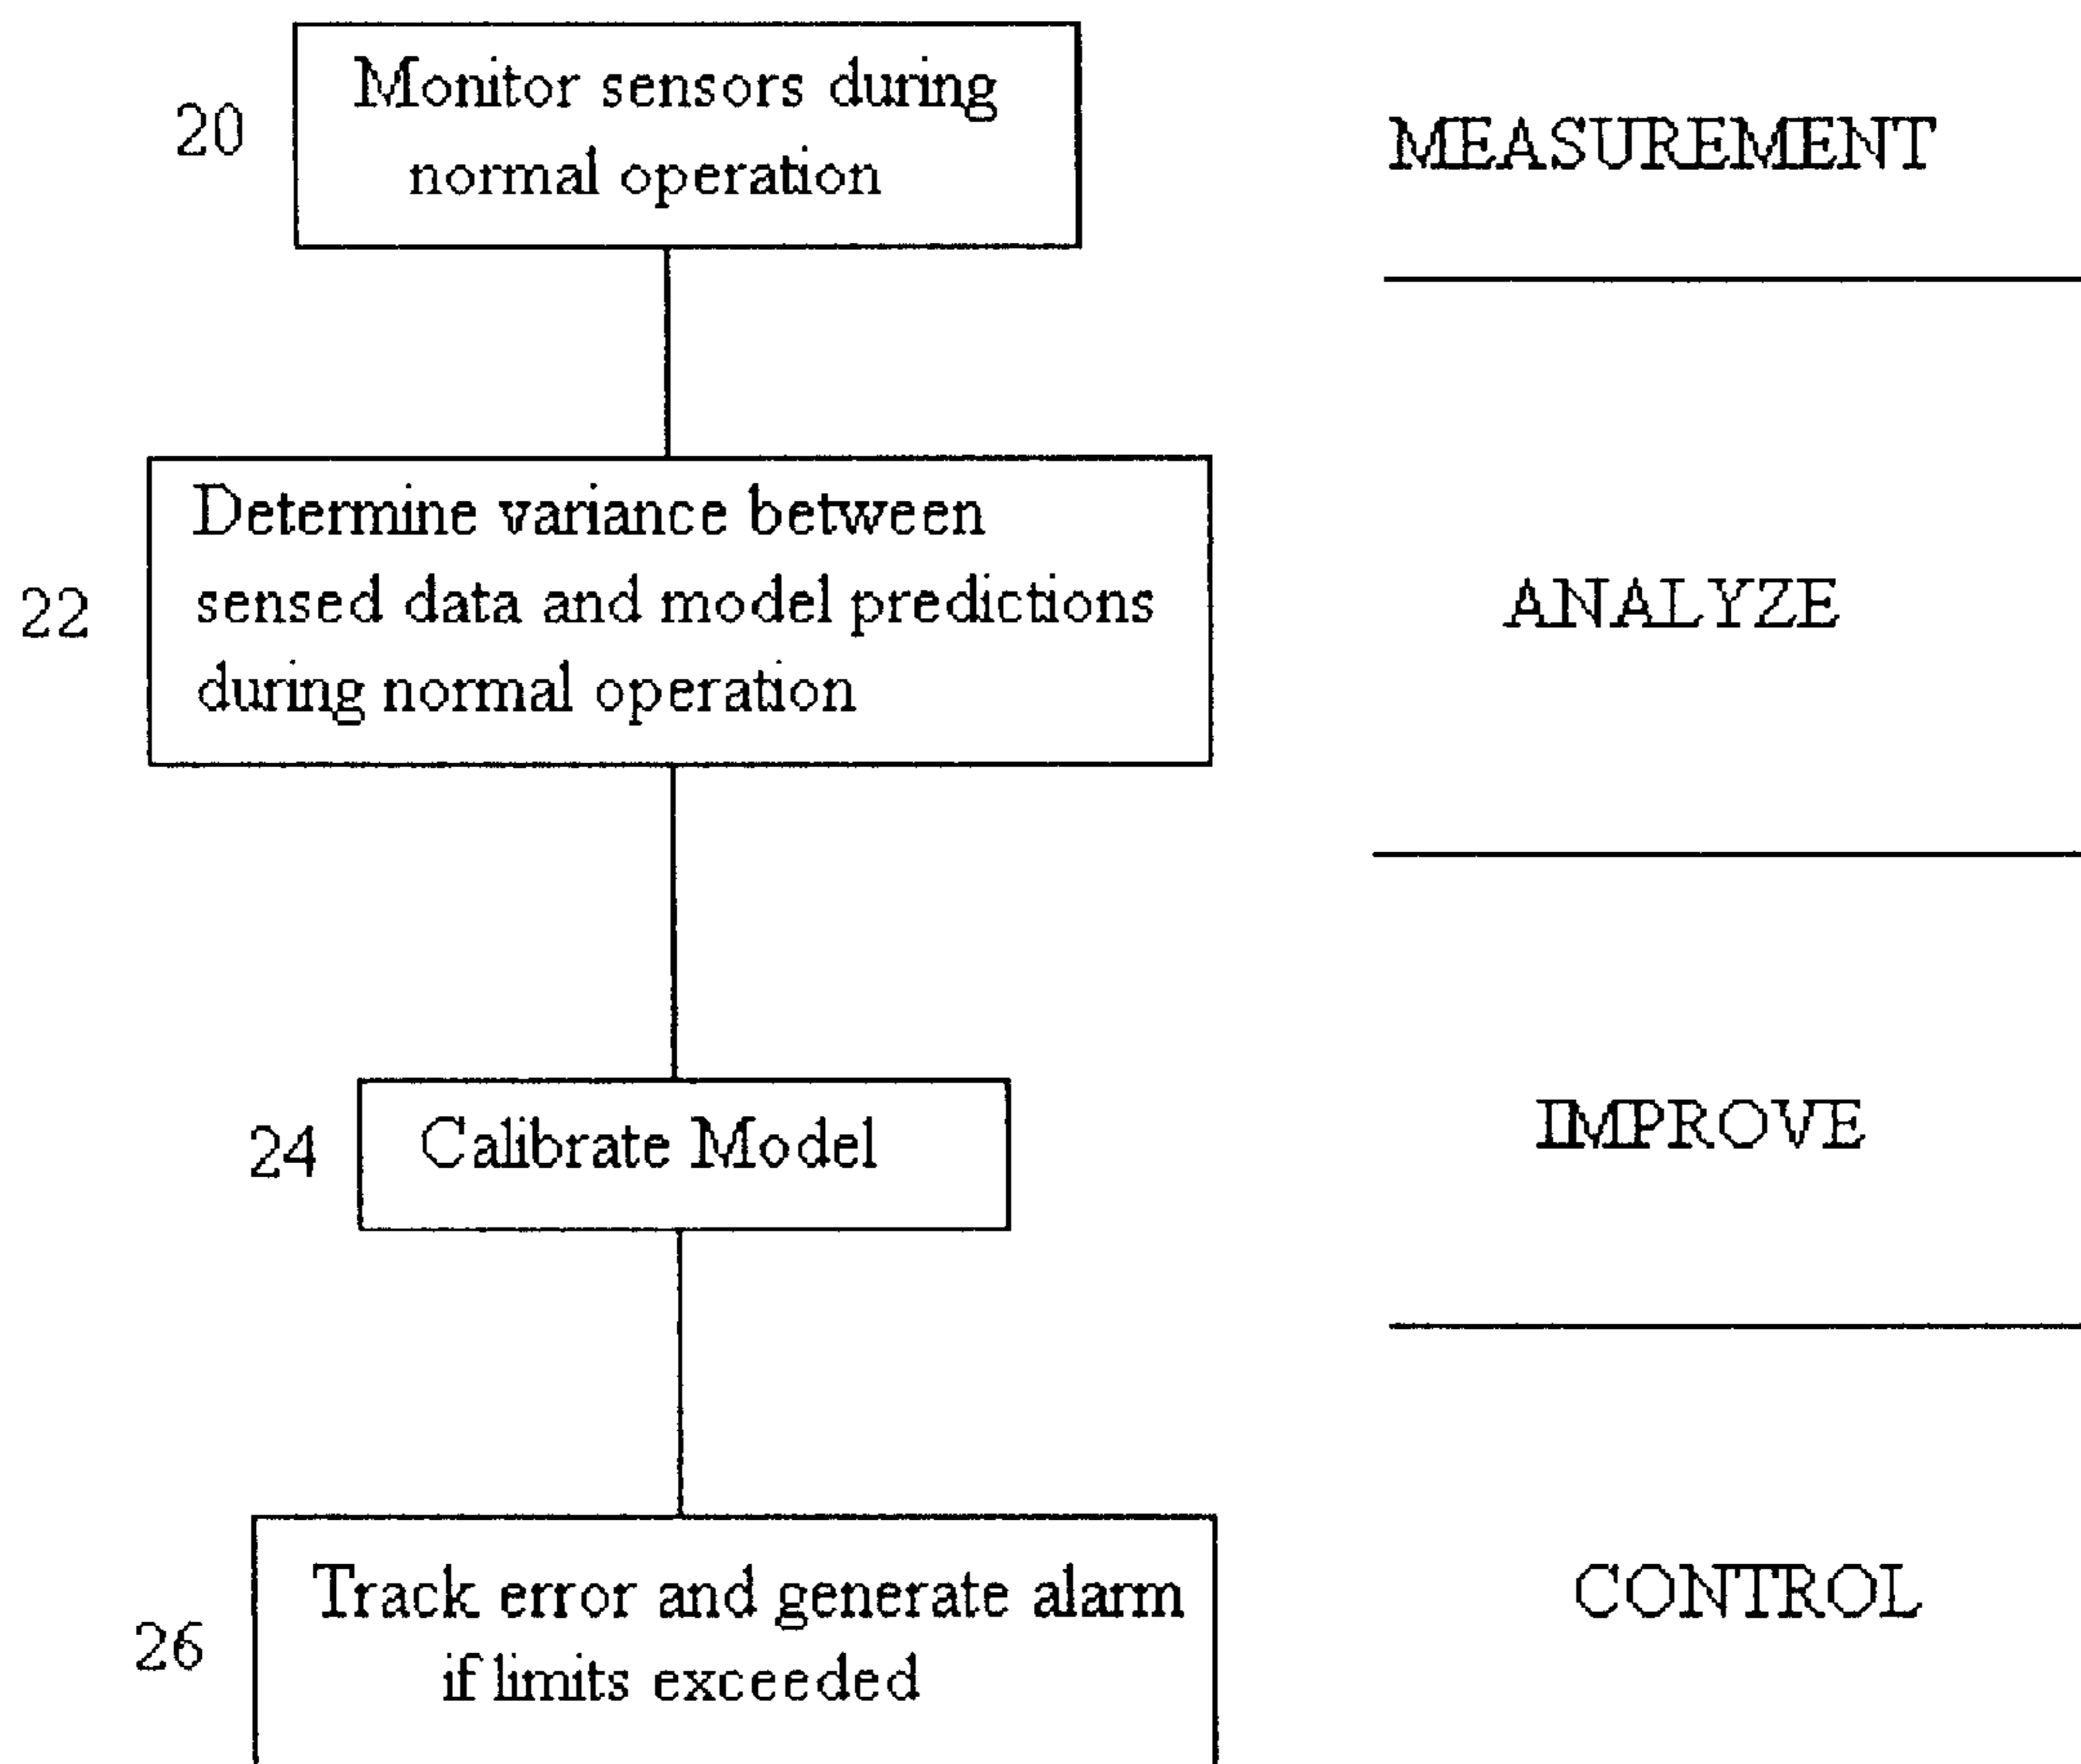 20
Monitor sensors during
normal operation
MEASUREMENT
22
Determine variance between
sensed data and model predictions
during normal operation
ANALYZE
24
Calibrate Model
IMPROVE
26
Track error and generate alarm
if limits exceeded
CONTROL